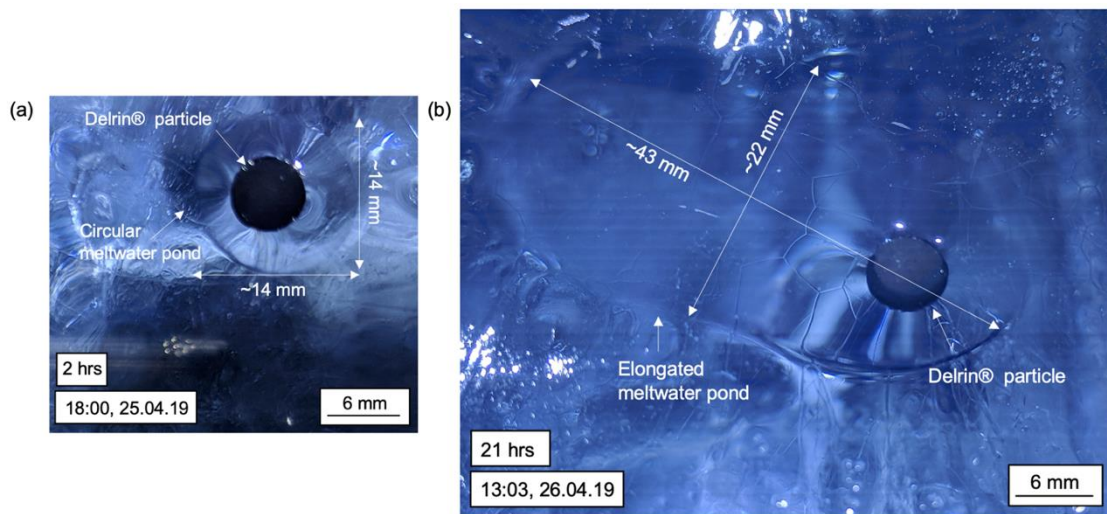 (a)
Delrin® particle
~14 mm
Circular
meltwater pond
~14 mm
2 hrs
18:00, 25.04.19
6 mm
(b)
~43 mm
~22 mm
Elongated
meltwater pond
Delrin® particle
21 hrs
13:03, 26.04.19
6 mm